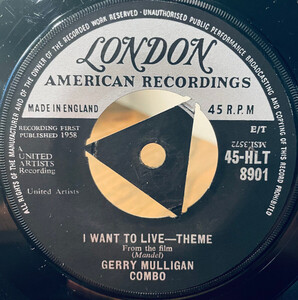 ALL RIGHTS OF THE MANUFACTURER AND OF THE OWNER OF THE RECORDED WORK RESERVED UNAUTHORISED PUBLIC PERFORMANCE BROADCASTING AND COPYING OF THIS RECORD PROHIBITED
LONDON
AMERICAN RECORDINGS
MADE IN ENGLAND
45 R.P.M
RECORDING FIRST
PUBLISHED 1958
E/T
A
UNITED
ARTISTS
Recording
45-HLT
8901
United Artists
I WANT TO LIVE—THEME
From the film
(Mandel)
GERRY MULLIGAN
COMBO